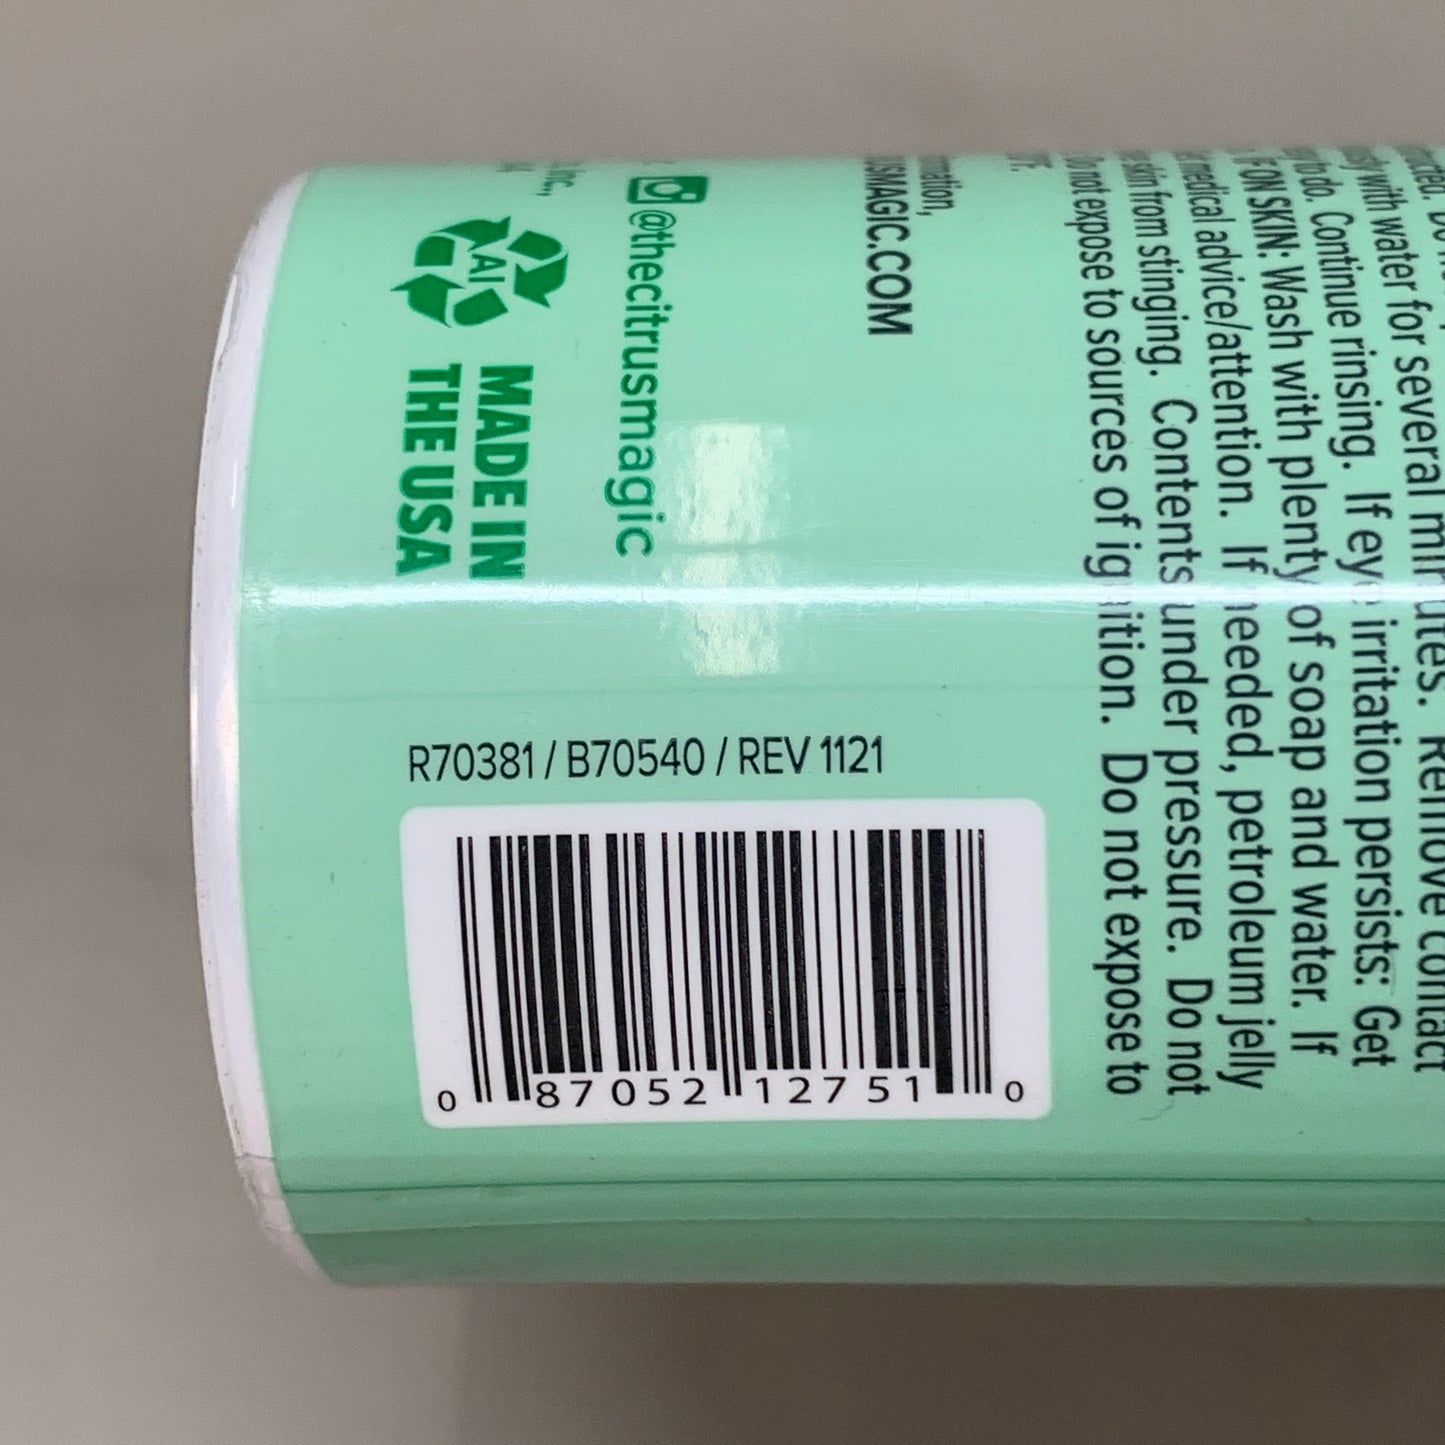 Inc.,
AI
MADE IN
THE USA
@thecitrusmagic
USMAGIC.COM
R70381 / B70540 / REV 1121
0 87052 12751 0
with water for several minutes. Remove contact
to do. Continue rinsing. If eye irritation persists: Get
IF ON SKIN: Wash with plenty of soap and water. If
medical advice/attention. If needed, petroleum jelly
skin from stinging. Contents under pressure. Do not
Do not expose to sources of ignition. Do not expose to